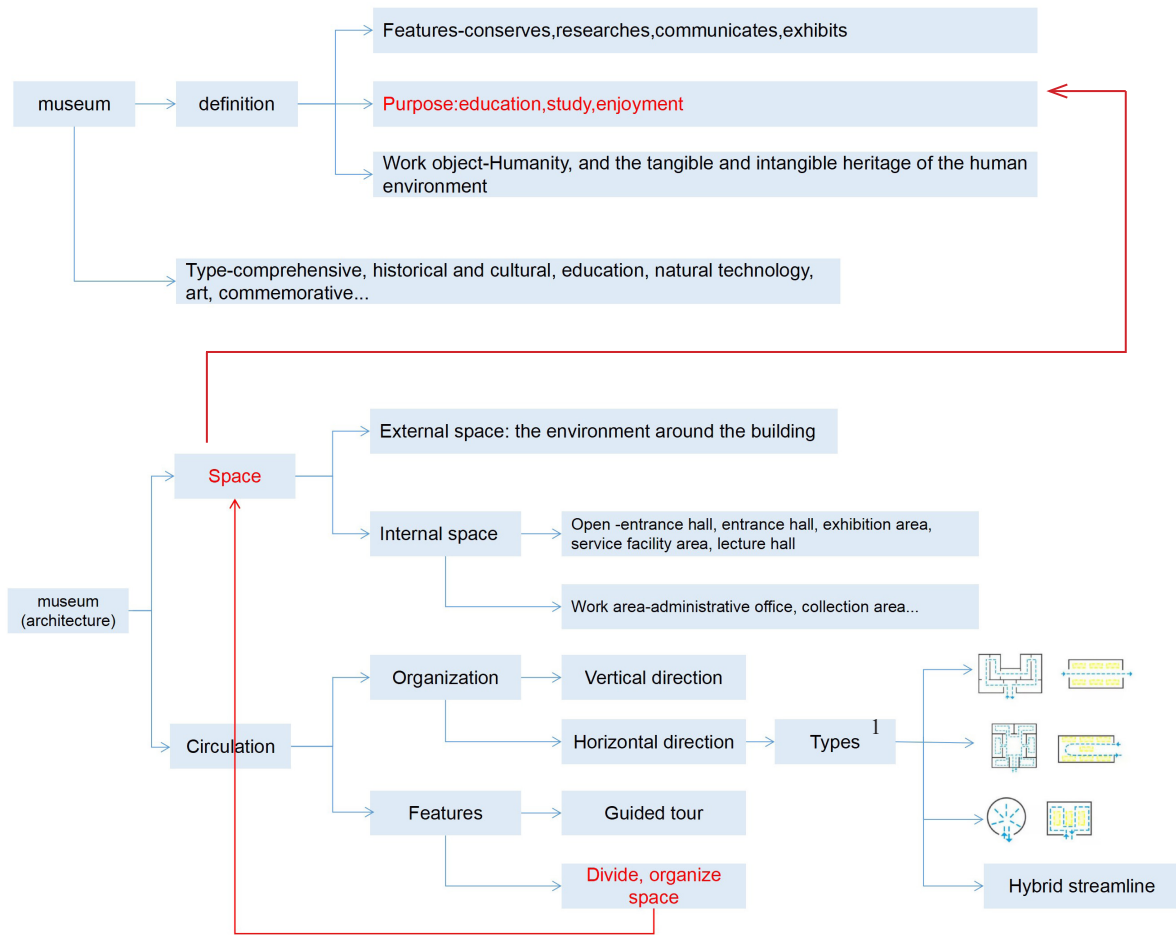 Features-conserves,researches,communicates,exhibits
museum
definition
Purpose:education,study,enjoyment
Work object-Humanity, and the tangible and intangible heritage of the human
environment
Type-comprehensive, historical and cultural, education, natural technology,
art, commemorative...
External space: the environment around the building
Space
Internal space
Open -entrance hall, entrance hall, exhibition area,
service facility area, lecture hall
museum
(architecture)
Work area-administrative office, collection area...
Organization
Vertical direction
Circulation
Horizontal direction
Types 1
Features
Guided tour
Divide, organize
space
Hybrid streamline